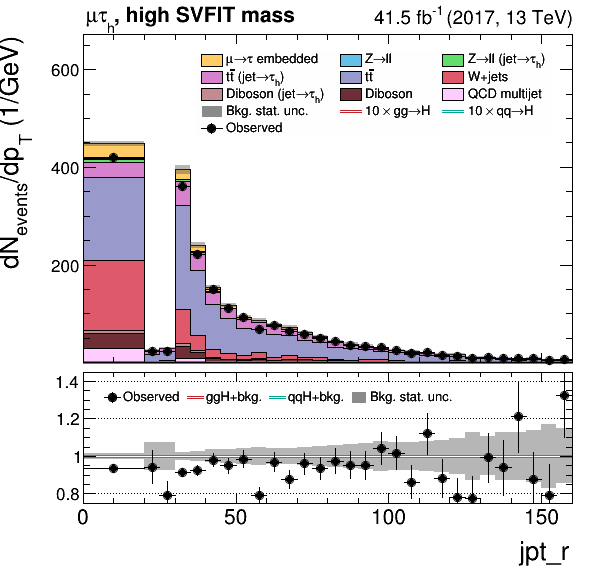 μτh, high SVFIT mass 41.5 fb⁻¹ (2017, 13 TeV)
dNevents/dpT (1/GeV)
600
400
200
μ→τ embedded Z→ll Z→ll (jet→τh)
tt̄ (jet→τh) tt̄ W+jets
Diboson (jet→τh) Diboson QCD multijet
Bkg. stat. unc. 10 × gg→H 10 × qq→H
Observed
1.4
1.2
1
0.8
Observed ggH+bkg. qqH+bkg. Bkg. stat. unc.
0 50 100 150
jpt_r